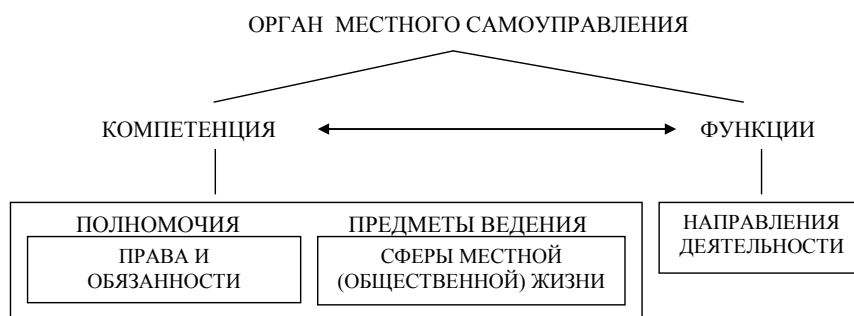 ОРГАН МЕСТНОГО САМОУПРАВЛЕНИЯ
КОМПЕТЕНЦИЯ
ФУНКЦИИ
ПОЛНОМОЧИЯ
ПРАВА И
ОБЯЗАННОСТИ
ПРЕДМЕТЫ ВЕДЕНИЯ
СФЕРЫ МЕСТНОЙ
(ОБЩЕСТВЕННОЙ) ЖИЗНИ
НАПРАВЛЕНИЯ
ДЕЯТЕЛЬНОСТИ